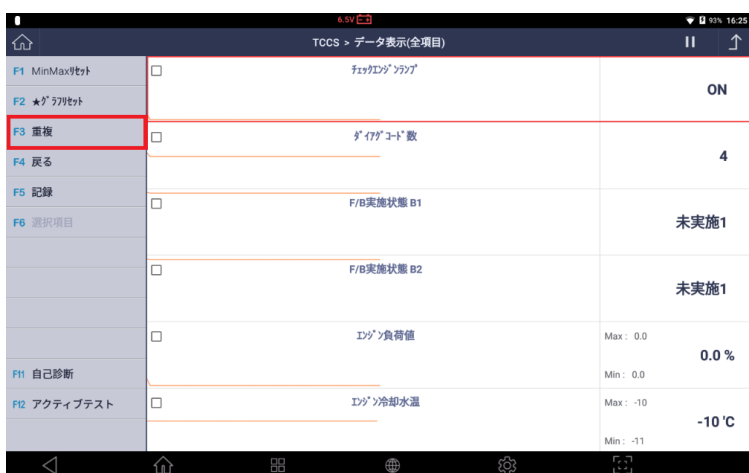 6.5V
93% 16:25
TCCS > データ表示(全項目)
F1 MinMaxﾘｾｯﾄ
F2 ★ｸﾞﾗﾌﾘｾｯﾄ
F3 重複
F4 戻る
F5 記録
F6 選択項目
F11 自己診断
F12 アクティブテスト
ﾁｪｯｸｴﾝｼﾞﾝﾗﾝﾌﾟ
ON
ﾀﾞｲｱｸﾞｺｰﾄﾞ数
4
F/B実施状態 B1
未実施1
F/B実施状態 B2
未実施1
ｴﾝｼﾞﾝ負荷値
Max : 0.0
0.0 %
Min : 0.0
ｴﾝｼﾞﾝ冷却水温
Max : -10
-10 'C
Min : -11